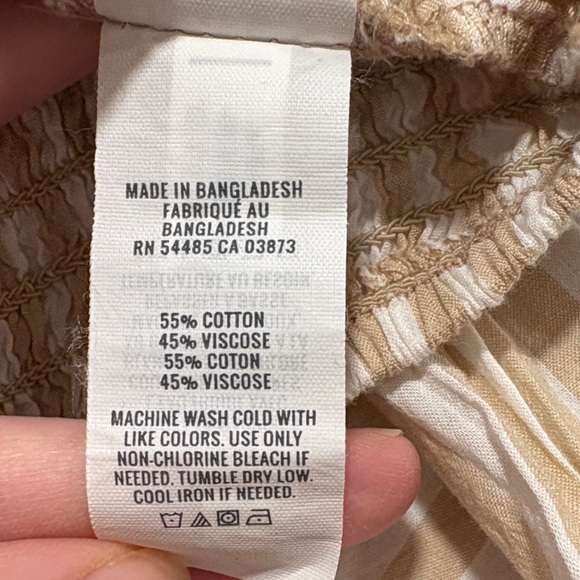 MADE IN BANGLADESH
FABRIQUÉ AU
BANGLADESH
RN 54485 CA 03873
55% COTTON
45% VISCOSE
55% COTON
45% VISCOSE
MACHINE WASH COLD WITH
LIKE COLORS. USE ONLY
NON-CHLORINE BLEACH IF
NEEDED. TUMBLE DRY LOW.
COOL IRON IF NEEDED.